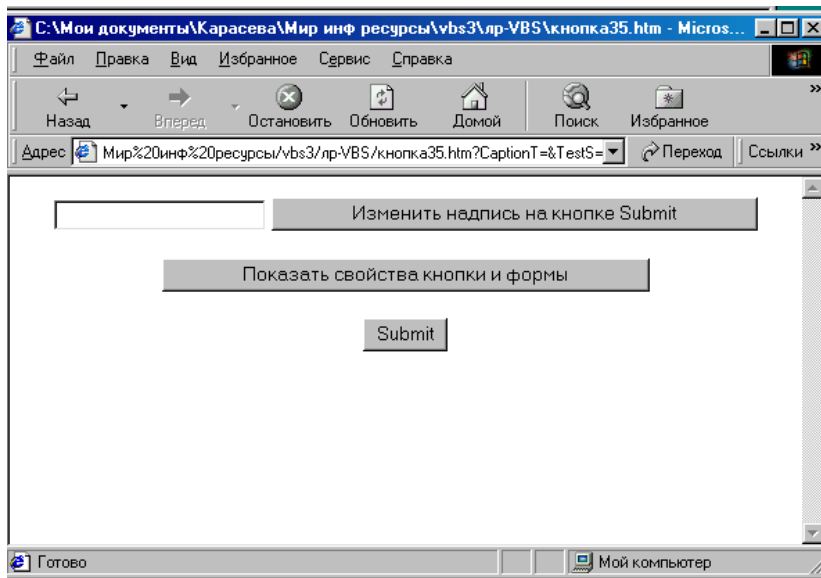 C:\Мои документы\Карасева\Мир инф ресурсы\vbs3\лр-VBS\кнопка35.htm - Micros...
Файл Правка Вид Избранное Сервис Справка
Назад Вперед Остановить Обновить Домой Поиск Избранное
Адрес Мир%20инф%20ресурсы/vbs3/лр-VBS/кнопка35.htm?CaptionT=&TestS= Переход Ссылки
Изменить надпись на кнопке Submit
Показать свойства кнопки и формы
Submit
Готово Мой компьютер